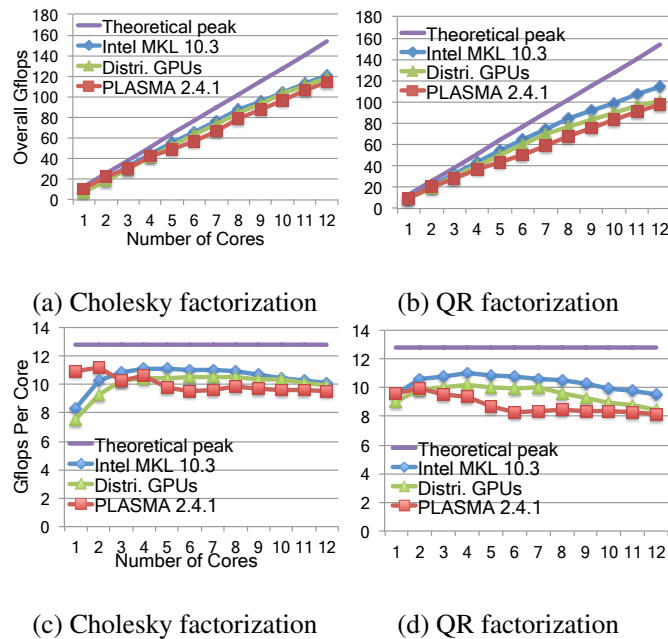 180
160
140
120
100
80
60
40
20
0
Overall Gflops
Theoretical peak
Intel MKL 10.3
Distri. GPUs
PLASMA 2.4.1
1 2 3 4 5 6 7 8 9 10 11 12
Number of Cores
(a) Cholesky factorization
180
160
140
120
100
80
60
40
20
0
Theoretical peak
Intel MKL 10.3
Distri. GPUs
PLASMA 2.4.1
1 2 3 4 5 6 7 8 9 10 11 12
(b) QR factorization
14
12
10
8
6
4
2
0
Gflops Per Core
Theoretical peak
Intel MKL 10.3
Distri. GPUs
PLASMA 2.4.1
1 2 3 4 5 6 7 8 9 10 11 12
Number of Cores
(c) Cholesky factorization
14
12
10
8
6
4
2
0
Theoretical peak
Intel MKL 10.3
Distri. GPUs
PLASMA 2.4.1
1 2 3 4 5 6 7 8 9 10 11 12
(d) QR factorization